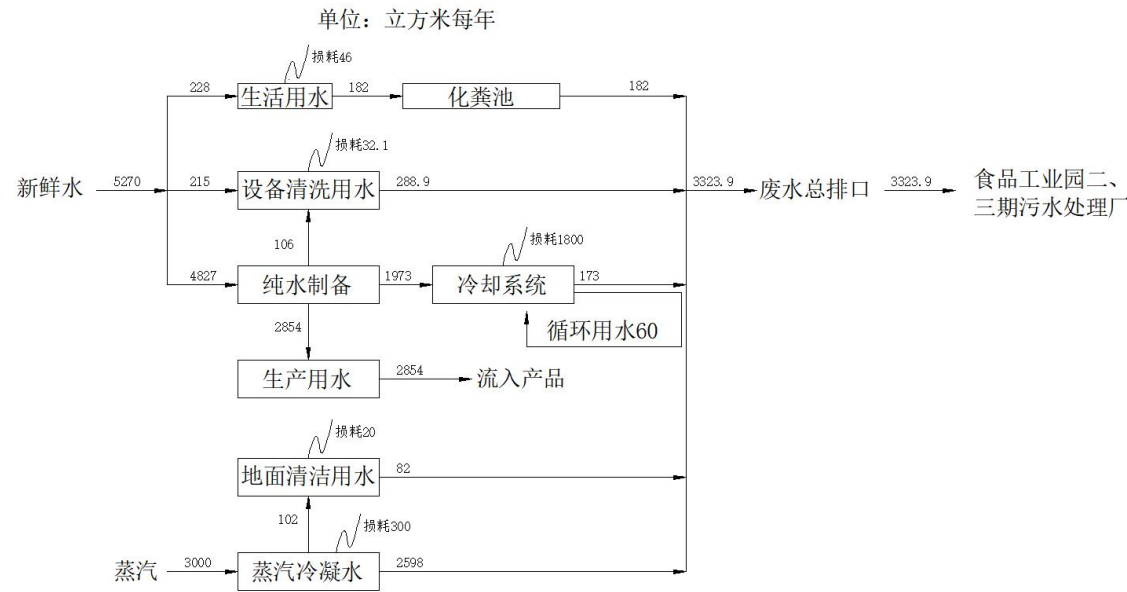 单位：立方米每年
损耗46
228
生活用水
182
化粪池
182
损耗32.1
新鲜水
5270
215
设备清洗用水
288.9
3323.9
废水总排口
3323.9
食品工业园二、
三期污水处理厂
106
损耗1800
4827
纯水制备
1973
冷却系统
173
循环用水60
2854
生产用水
2854
流入产品
损耗20
地面清洁用水
82
102
损耗300
蒸汽
3000
蒸汽冷凝水
2598